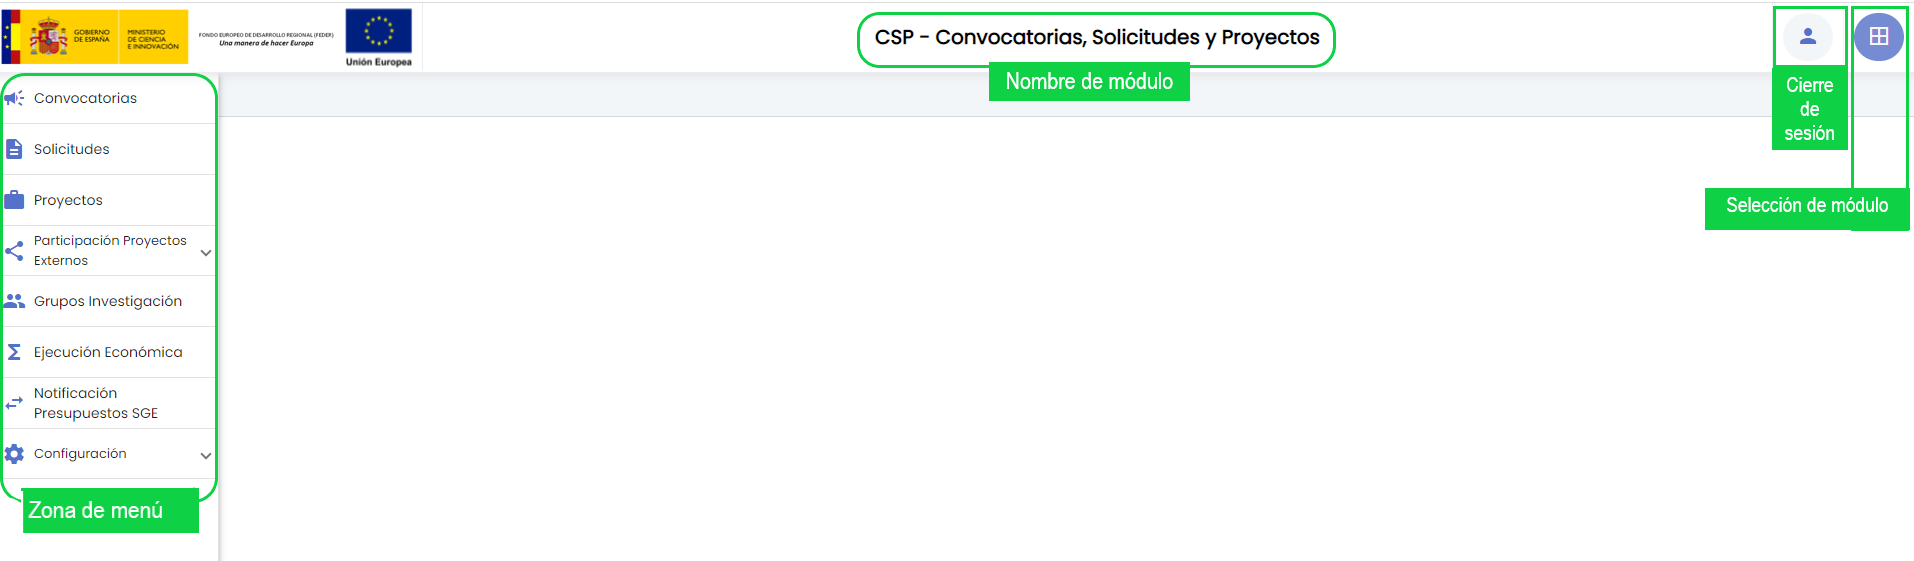 GOBIERNO
DE ESPAÑA
MINISTERIO
DE CIENCIA
E INNOVACIÓN
FONDO EUROPEO DE DESARROLLO REGIONAL (FEDER)
Una manera de hacer Europa
Unión Europea
CSP - Convocatorias, Solicitudes y Proyectos
Nombre de módulo
Cierre
de
sesión
Selección de módulo
Convocatorias
Solicitudes
Proyectos
Participación Proyectos
Externos
Grupos Investigación
Ejecución Económica
Notificación
Presupuestos SGE
Configuración
Zona de menú